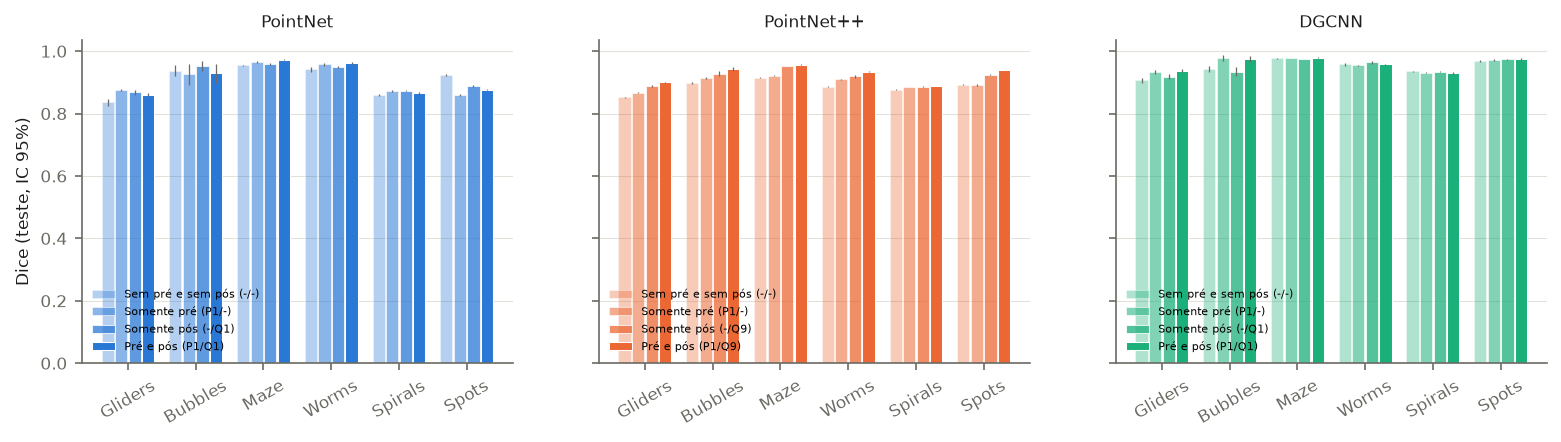 PointNet
Dice (teste, IC 95%)
1.0
0.8
0.6
0.4
0.2
0.0
Sem pré e sem pós (-/-)
Somente pré (P1/-)
Somente pós (-/Q1)
Pré e pós (P1/Q1)
Gliders
Bubbles
Maze
Worms
Spirals
Spots
PointNet++
Sem pré e sem pós (-/-)
Somente pré (P1/-)
Somente pós (-/Q9)
Pré e pós (P1/Q9)
Gliders
Bubbles
Maze
Worms
Spirals
Spots
DGCNN
Sem pré e sem pós (-/-)
Somente pré (P1/-)
Somente pós (-/Q1)
Pré e pós (P1/Q1)
Gliders
Bubbles
Maze
Worms
Spirals
Spots